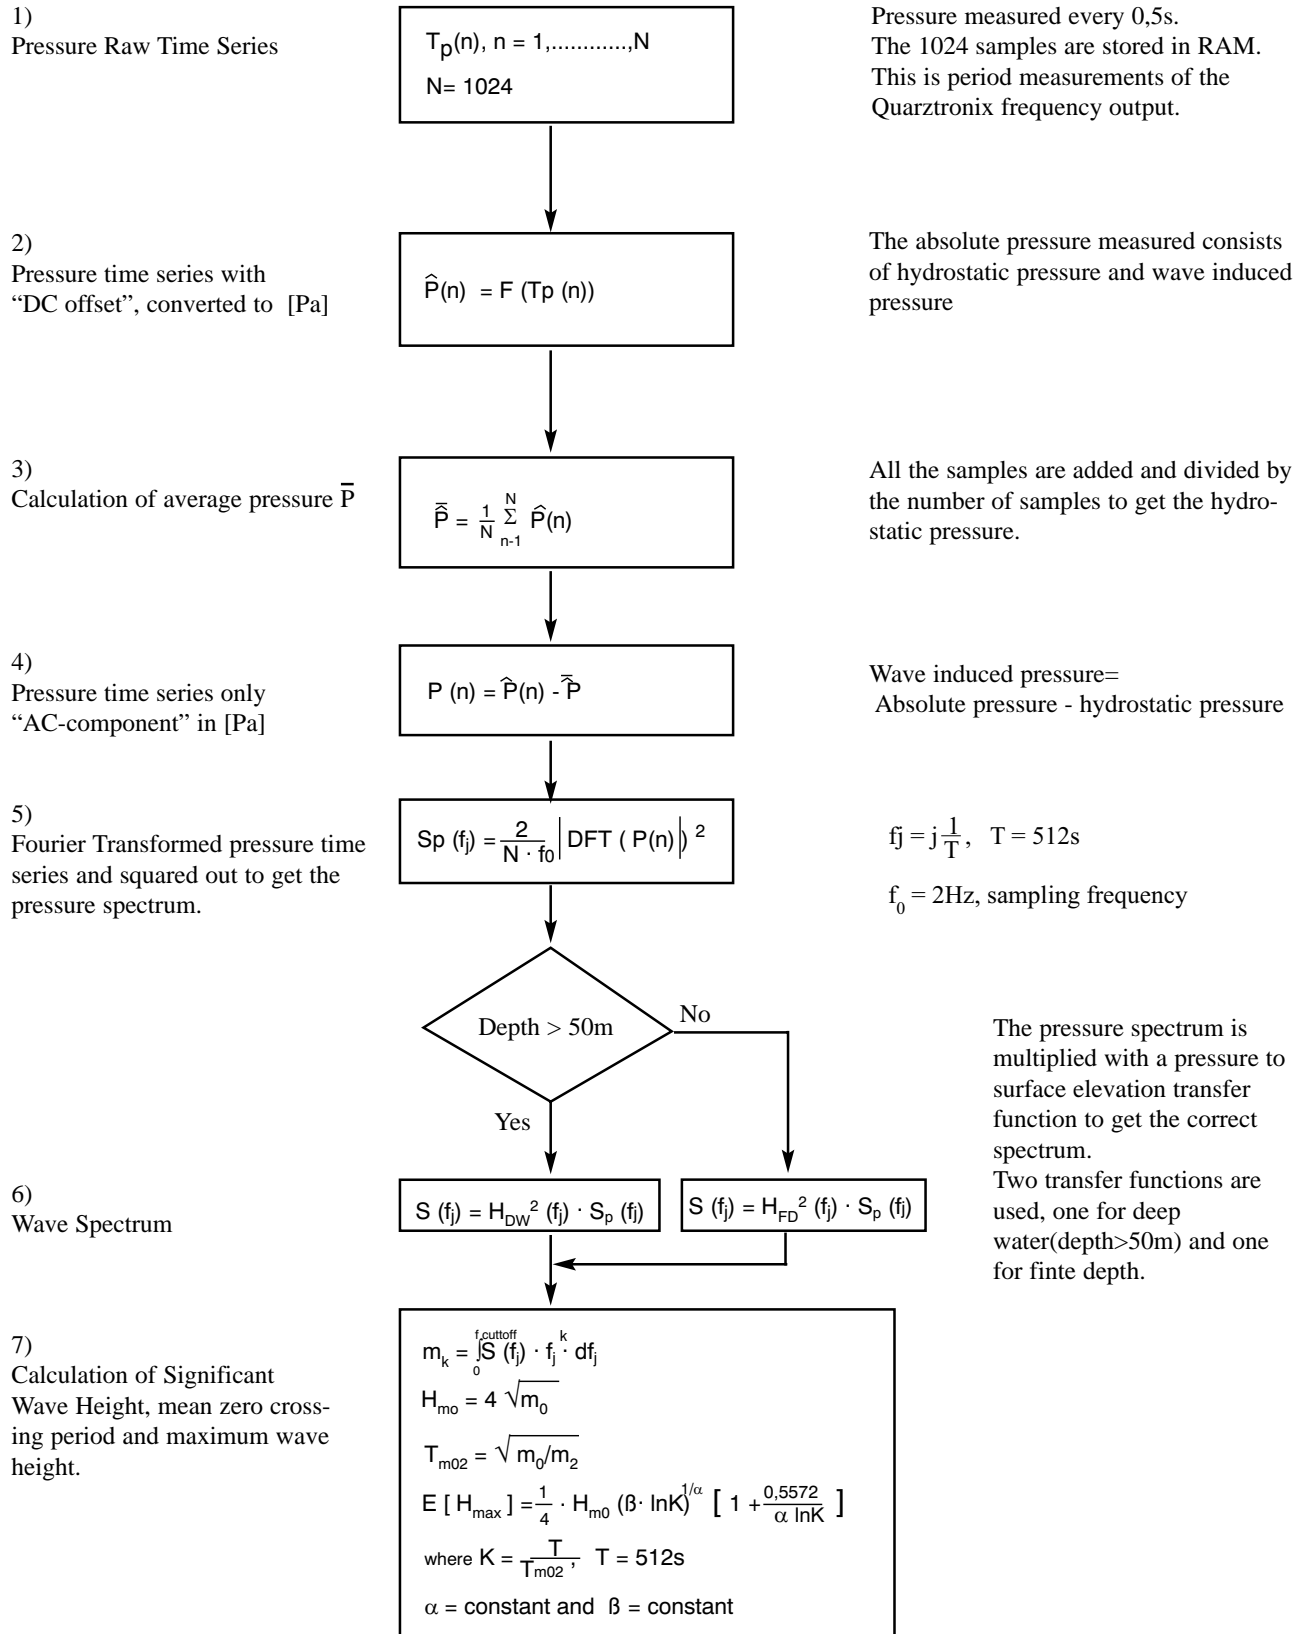 1)
Pressure Raw Time Series
Tp(n), n = 1,............,N
N= 1024
Pressure measured every 0,5s.
The 1024 samples are stored in RAM.
This is period measurements of the
Quarztronix frequency output.
2)
Pressure time series with
“DC offset”, converted to [Pa]
P̂(n) = F (Tp (n))
The absolute pressure measured consists
of hydrostatic pressure and wave induced
pressure
3)
Calculation of average pressure P̅
P̂̅ = 1/N Σ n-1 N P̂(n)
All the samples are added and divided by
the number of samples to get the hydro-
static pressure.
4)
Pressure time series only
“AC-component” in [Pa]
P (n) = P̂(n) - P̂̅
Wave induced pressure=
Absolute pressure - hydrostatic pressure
5)
Fourier Transformed pressure time
series and squared out to get the
pressure spectrum.
Sp (fj) = 2/(N · f0) | DFT ( P(n) | ) ²
fj = j 1/T, T = 512s
f0 = 2Hz, sampling frequency
Depth > 50m
No
Yes
The pressure spectrum is
multiplied with a pressure to
surface elevation transfer
function to get the correct
spectrum.
Two transfer functions are
used, one for deep
water(depth>50m) and one
for finte depth.
6)
Wave Spectrum
S (fj) = HDW² (fj) · Sp (fj)
S (fj) = HFD² (fj) · Sp (fj)
7)
Calculation of Significant
Wave Height, mean zero cross-
ing period and maximum wave
height.
mk = ∫ 0 f cuttoff S (fj) · fj k · dfj
Hmo = 4 √m0
Tm02 = √m0/m2
E [ Hmax ] = 1/4 · Hm0 (ß· lnK) 1/α [ 1 + 0,5572/α lnK ]
where K = T/Tm02 , T = 512s
α = constant and ß = constant